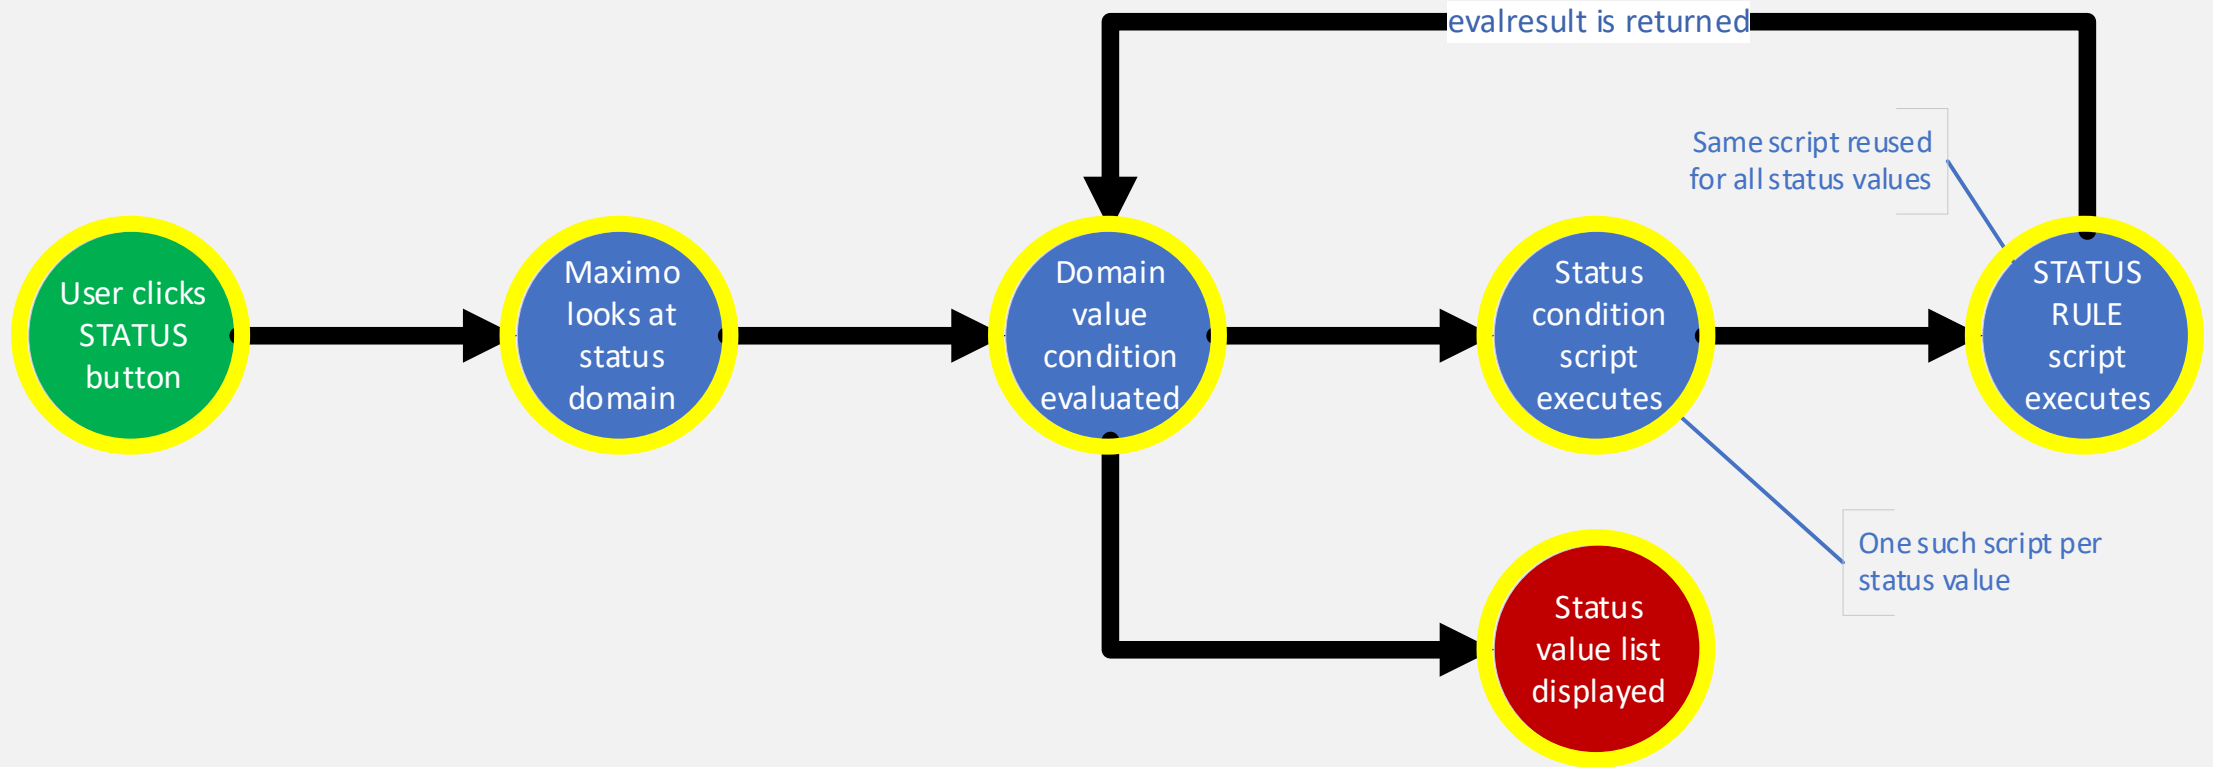 evalresult is returned
Same script reused
for all status values
User clicks
STATUS
button
Maximo
looks at
status
domain
Domain
value
condition
evaluated
Status
condition
script
executes
STATUS
RULE
script
executes
One such script per
status value
Status
value list
displayed